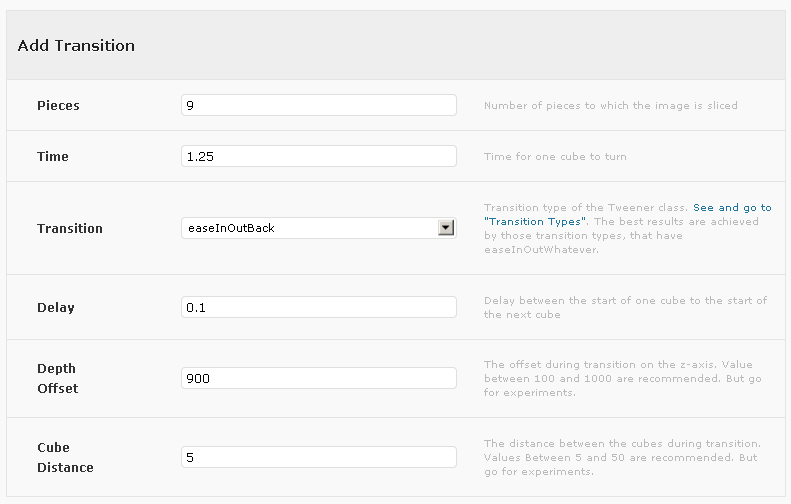 Add Transition
Pieces
9
Number of pieces to which the image is sliced
Time
1.25
Time for one cube to turn
Transition
easeInOutBack
Transition type of the Tweener class. See and go to
"Transition Types". The best results are achieved
by those transition types, that have
easeInOutWhatever.
Delay
0.1
Delay between the start of one cube to the start of
the next cube
Depth
Offset
900
The offset during transition on the z-axis. Value
between 100 and 1000 are recommended. But go
for experiments.
Cube
Distance
5
The distance between the cubes during transition.
Values Between 5 and 50 are recommended. But
go for experiments.